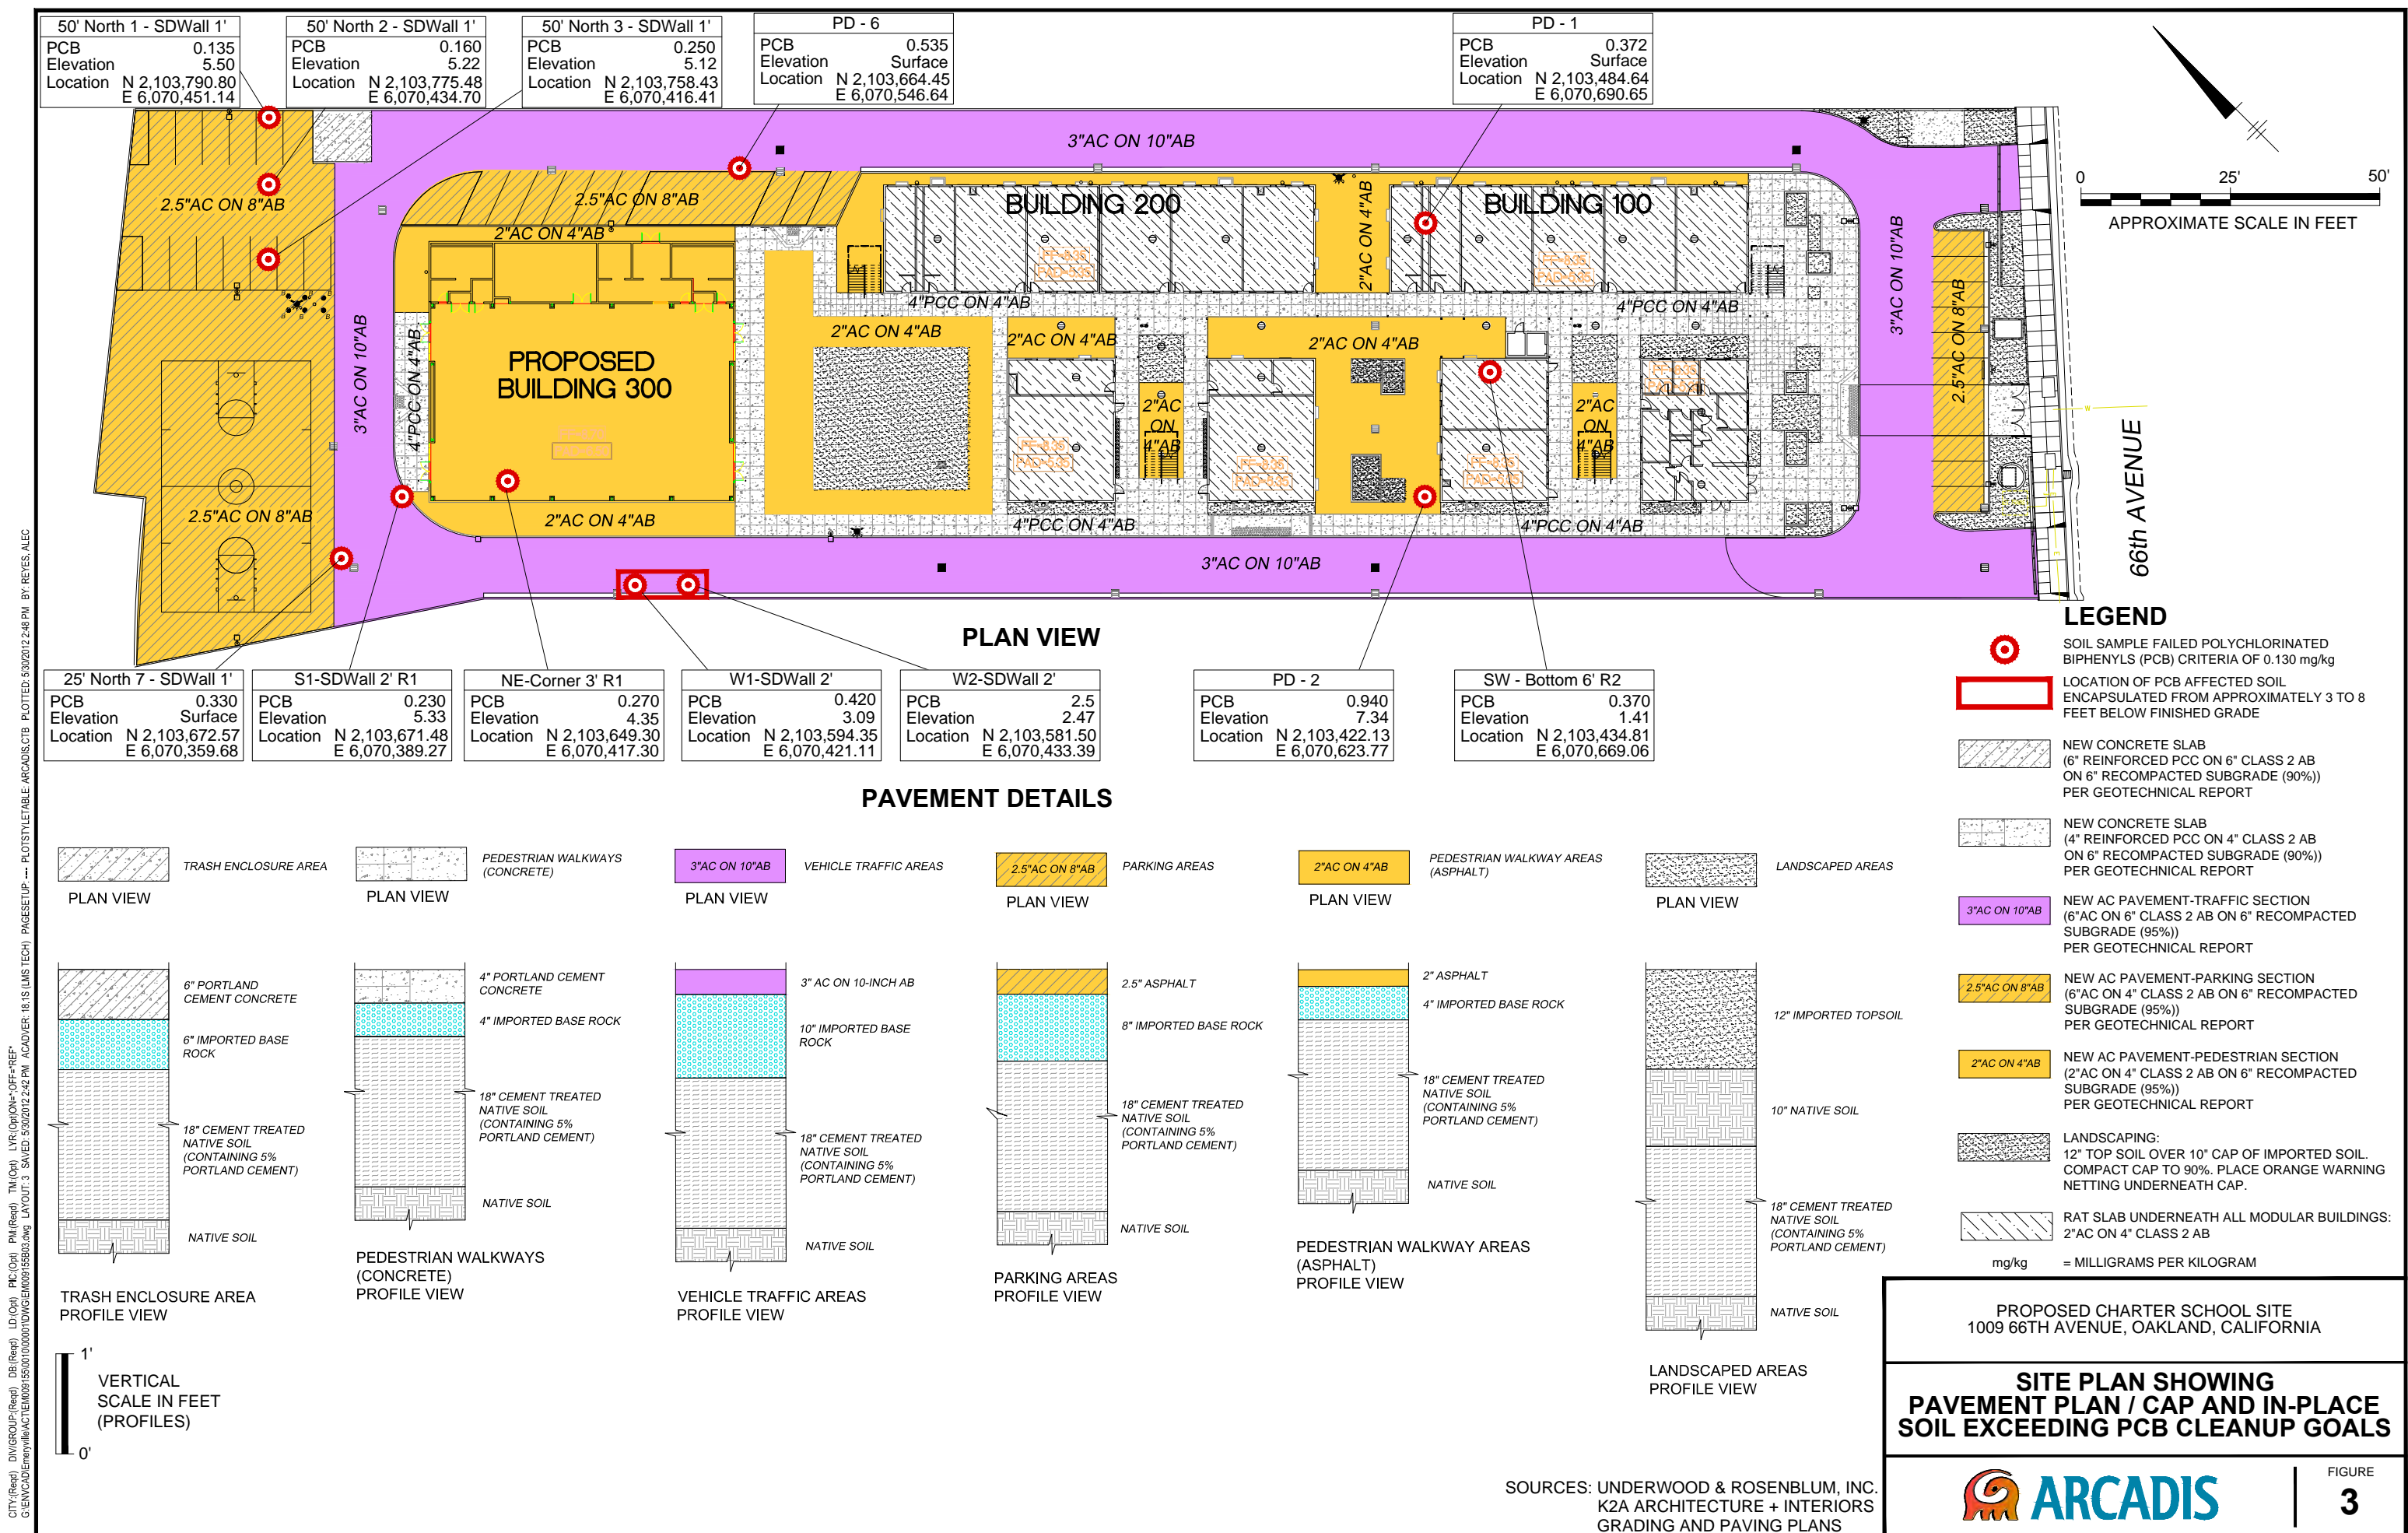 50' North 1 - SDWall 1'
PCB 0.135
Elevation 5.50
Location N 2,103,790.80
E 6,070,451.14
50' North 2 - SDWall 1'
PCB 0.160
Elevation 5.22
Location N 2,103,775.48
E 6,070,434.70
50' North 3 - SDWall 1'
PCB 0.250
Elevation 5.12
Location N 2,103,758.43
E 6,070,416.41
PD - 6
PCB 0.535
Elevation Surface
Location N 2,103,664.45
E 6,070,546.64
PD - 1
PCB 0.372
Elevation Surface
Location N 2,103,484.64
E 6,070,690.65
3"AC ON 10"AB
2.5"AC ON 8"AB
2.5"AC ON 8"AB
2"AC ON 4"AB
BUILDING 200
2"AC ON 4"AB
BUILDING 100
3"AC ON 10"AB
2.5"AC ON 8"AB
0 25' 50'
APPROXIMATE SCALE IN FEET
4"PCC ON 4"AB
4"PCC ON 4"AB
3"AC ON 10"AB
4"PCC ON 4"AB
PROPOSED
BUILDING 300
2"AC ON 4"AB
2"AC ON 4"AB
2"AC ON 4"AB
2"AC
ON
4"AB
2"AC
ON
4"AB
2.5"AC ON 8"AB
2"AC ON 4"AB
4"PCC ON 4"AB
4"PCC ON 4"AB
3"AC ON 10"AB
66th AVENUE
PLAN VIEW
25' North 7 - SDWall 1'
PCB 0.330
Elevation Surface
Location N 2,103,672.57
E 6,070,359.68
S1-SDWall 2' R1
PCB 0.230
Elevation 5.33
Location N 2,103,671.48
E 6,070,389.27
NE-Corner 3' R1
PCB 0.270
Elevation 4.35
Location N 2,103,649.30
E 6,070,417.30
W1-SDWall 2'
PCB 0.420
Elevation 3.09
Location N 2,103,594.35
E 6,070,421.11
W2-SDWall 2'
PCB 2.5
Elevation 2.47
Location N 2,103,581.50
E 6,070,433.39
PD - 2
PCB 0.940
Elevation 7.34
Location N 2,103,422.13
E 6,070,623.77
SW - Bottom 6' R2
PCB 0.370
Elevation 1.41
Location N 2,103,434.81
E 6,070,669.06
LEGEND
SOIL SAMPLE FAILED POLYCHLORINATED
BIPHENYLS (PCB) CRITERIA OF 0.130 mg/kg
LOCATION OF PCB AFFECTED SOIL
ENCAPSULATED FROM APPROXIMATELY 3 TO 8
FEET BELOW FINISHED GRADE
NEW CONCRETE SLAB
(6" REINFORCED PCC ON 6" CLASS 2 AB
ON 6" RECOMPACTED SUBGRADE (90%))
PER GEOTECHNICAL REPORT
NEW CONCRETE SLAB
(4" REINFORCED PCC ON 4" CLASS 2 AB
ON 6" RECOMPACTED SUBGRADE (90%))
PER GEOTECHNICAL REPORT
3"AC ON 10"AB
NEW AC PAVEMENT-TRAFFIC SECTION
(6"AC ON 6" CLASS 2 AB ON 6" RECOMPACTED
SUBGRADE (95%))
PER GEOTECHNICAL REPORT
2.5"AC ON 8"AB
NEW AC PAVEMENT-PARKING SECTION
(6"AC ON 4" CLASS 2 AB ON 6" RECOMPACTED
SUBGRADE (95%))
PER GEOTECHNICAL REPORT
2"AC ON 4"AB
NEW AC PAVEMENT-PEDESTRIAN SECTION
(2"AC ON 4" CLASS 2 AB ON 6" RECOMPACTED
SUBGRADE (95%))
PER GEOTECHNICAL REPORT
LANDSCAPING:
12" TOP SOIL OVER 10" CAP OF IMPORTED SOIL.
COMPACT CAP TO 90%. PLACE ORANGE WARNING
NETTING UNDERNEATH CAP.
RAT SLAB UNDERNEATH ALL MODULAR BUILDINGS:
2"AC ON 4" CLASS 2 AB
mg/kg = MILLIGRAMS PER KILOGRAM
PAVEMENT DETAILS
TRASH ENCLOSURE AREA
PLAN VIEW
PEDESTRIAN WALKWAYS
(CONCRETE)
PLAN VIEW
3"AC ON 10"AB
VEHICLE TRAFFIC AREAS
PLAN VIEW
2.5"AC ON 8"AB
PARKING AREAS
PLAN VIEW
2"AC ON 4"AB
PEDESTRIAN WALKWAY AREAS
(ASPHALT)
PLAN VIEW
LANDSCAPED AREAS
PLAN VIEW
6" PORTLAND
CEMENT CONCRETE
6" IMPORTED BASE
ROCK
18" CEMENT TREATED
NATIVE SOIL
(CONTAINING 5%
PORTLAND CEMENT)
NATIVE SOIL
TRASH ENCLOSURE AREA
PROFILE VIEW
4" PORTLAND CEMENT
CONCRETE
4" IMPORTED BASE ROCK
18" CEMENT TREATED
NATIVE SOIL
(CONTAINING 5%
PORTLAND CEMENT)
NATIVE SOIL
PEDESTRIAN WALKWAYS
(CONCRETE)
PROFILE VIEW
3" AC ON 10-INCH AB
10" IMPORTED BASE
ROCK
18" CEMENT TREATED
NATIVE SOIL
(CONTAINING 5%
PORTLAND CEMENT)
NATIVE SOIL
VEHICLE TRAFFIC AREAS
PROFILE VIEW
2.5" ASPHALT
8" IMPORTED BASE ROCK
18" CEMENT TREATED
NATIVE SOIL
(CONTAINING 5%
PORTLAND CEMENT)
NATIVE SOIL
PARKING AREAS
PROFILE VIEW
2" ASPHALT
4" IMPORTED BASE ROCK
18" CEMENT TREATED
NATIVE SOIL
(CONTAINING 5%
PORTLAND CEMENT)
NATIVE SOIL
PEDESTRIAN WALKWAY AREAS
(ASPHALT)
PROFILE VIEW
12" IMPORTED TOPSOIL
10" NATIVE SOIL
18" CEMENT TREATED
NATIVE SOIL
(CONTAINING 5%
PORTLAND CEMENT)
NATIVE SOIL
LANDSCAPED AREAS
PROFILE VIEW
1'
VERTICAL
SCALE IN FEET
(PROFILES)
0'
SOURCES: UNDERWOOD & ROSENBLUM, INC.
K2A ARCHITECTURE + INTERIORS
GRADING AND PAVING PLANS
PROPOSED CHARTER SCHOOL SITE
1009 66TH AVENUE, OAKLAND, CALIFORNIA
SITE PLAN SHOWING
PAVEMENT PLAN / CAP AND IN-PLACE
SOIL EXCEEDING PCB CLEANUP GOALS
ARCADIS
FIGURE
3